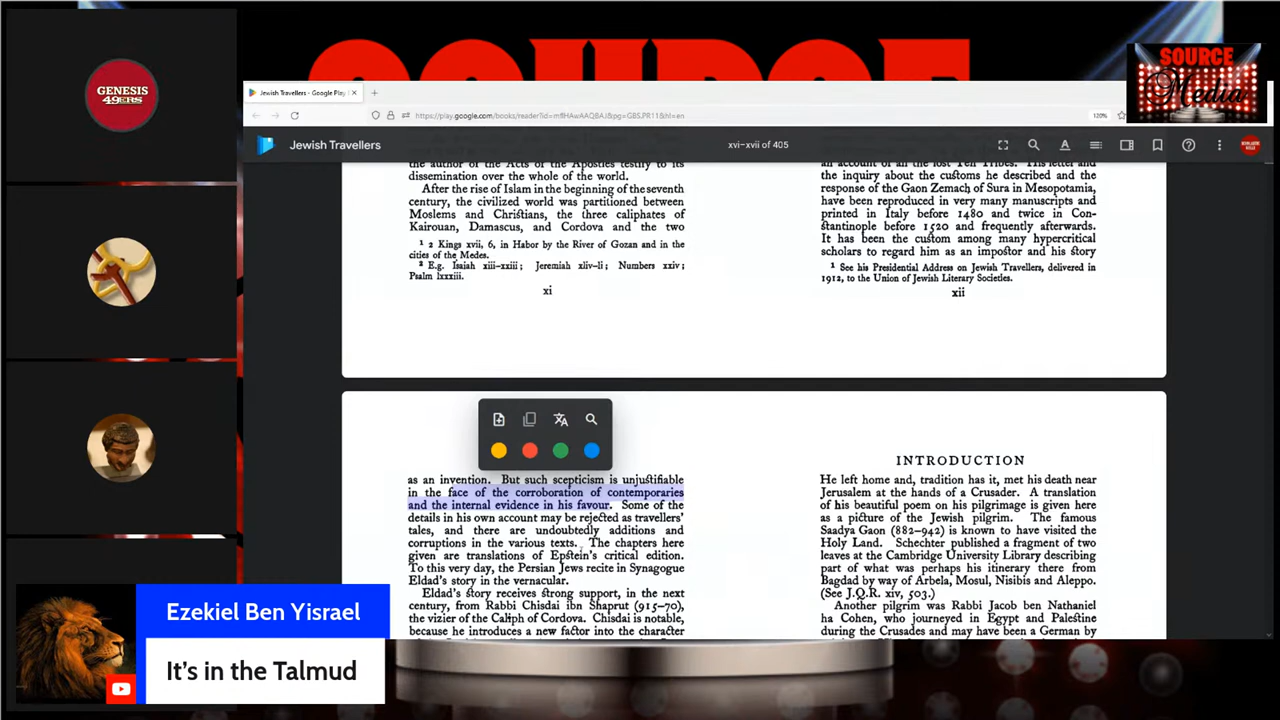 SOURCE
SOURCE
Media
GENESIS
49ERS
Jewish Travellers - Google Play
https://play.google.com/books/reader?id=mflHAwAAQBAJ&pg=GBS.PR11&hl=en
120%
Jewish Travellers
xvi-xvii of 405
the author of the Acts of the Apostles testify to its
dissemination over the whole of the world.
After the rise of Islam in the beginning of the seventh
century, the civilized world was partitioned between
Moslems and Christians, the three caliphates of
Kairouan, Damascus, and Cordova and the two
1 2 Kings xvii, 6, in Habor by the River of Gozan and in the
cities of the Medes.
2 E.g. Isaiah xiii-xxiii; Jeremiah xliv-li; Numbers xxiv;
Psalm lxxxiii.
xi
an account of all the lost Ten Tribes. His letter and
the inquiry about the customs he described and the
response of the Gaon Zemach of Sura in Mesopotamia,
have been reproduced in very many manuscripts and
printed in Italy before 1480 and twice in Con-
stantinople before 1520 and frequently afterwards.
It has been the custom among many hypercritical
scholars to regard him as an impostor and his story
1 See his Presidential Address on Jewish Travellers, delivered in
1912, to the Union of Jewish Literary Societies.
xii
as an invention. But such scepticism is unjustifiable
in the face of the corroboration of contemporaries
and the internal evidence in his favour. Some of the
details in his own account may be rejected as travellers'
tales, and there are undoubtedly additions and
corruptions in the various texts. The chapters here
given are translations of Epstein's critical edition.
To this very day, the Persian Jews recite in Synagogue
Eldad's story in the vernacular.
Eldad's story receives strong support, in the next
century, from Rabbi Chisdai ibn Shaprut (915-70),
the vizier of the Caliph of Cordova. Chisdai is notable,
because he introduces a new factor into the character
INTRODUCTION
He left home and, tradition has it, met his death near
Jerusalem at the hands of a Crusader. A translation
of his beautiful poem on his pilgrimage is given here
as a picture of the Jewish pilgrim. The famous
Saadya Gaon (882-942) is known to have visited the
Holy Land. Schechter published a fragment of two
leaves at the Cambridge University Library describing
part of what was perhaps his itinerary there from
Bagdad by way of Arbela, Mosul, Nisibis and Aleppo.
(See J.Q.R. xiv, 503.)
Another pilgrim was Rabbi Jacob ben Nathaniel
ha Cohen, who journeyed in Egypt and Palestine
during the Crusades and may have been a German by
Ezekiel Ben Yisrael
It's in the Talmud